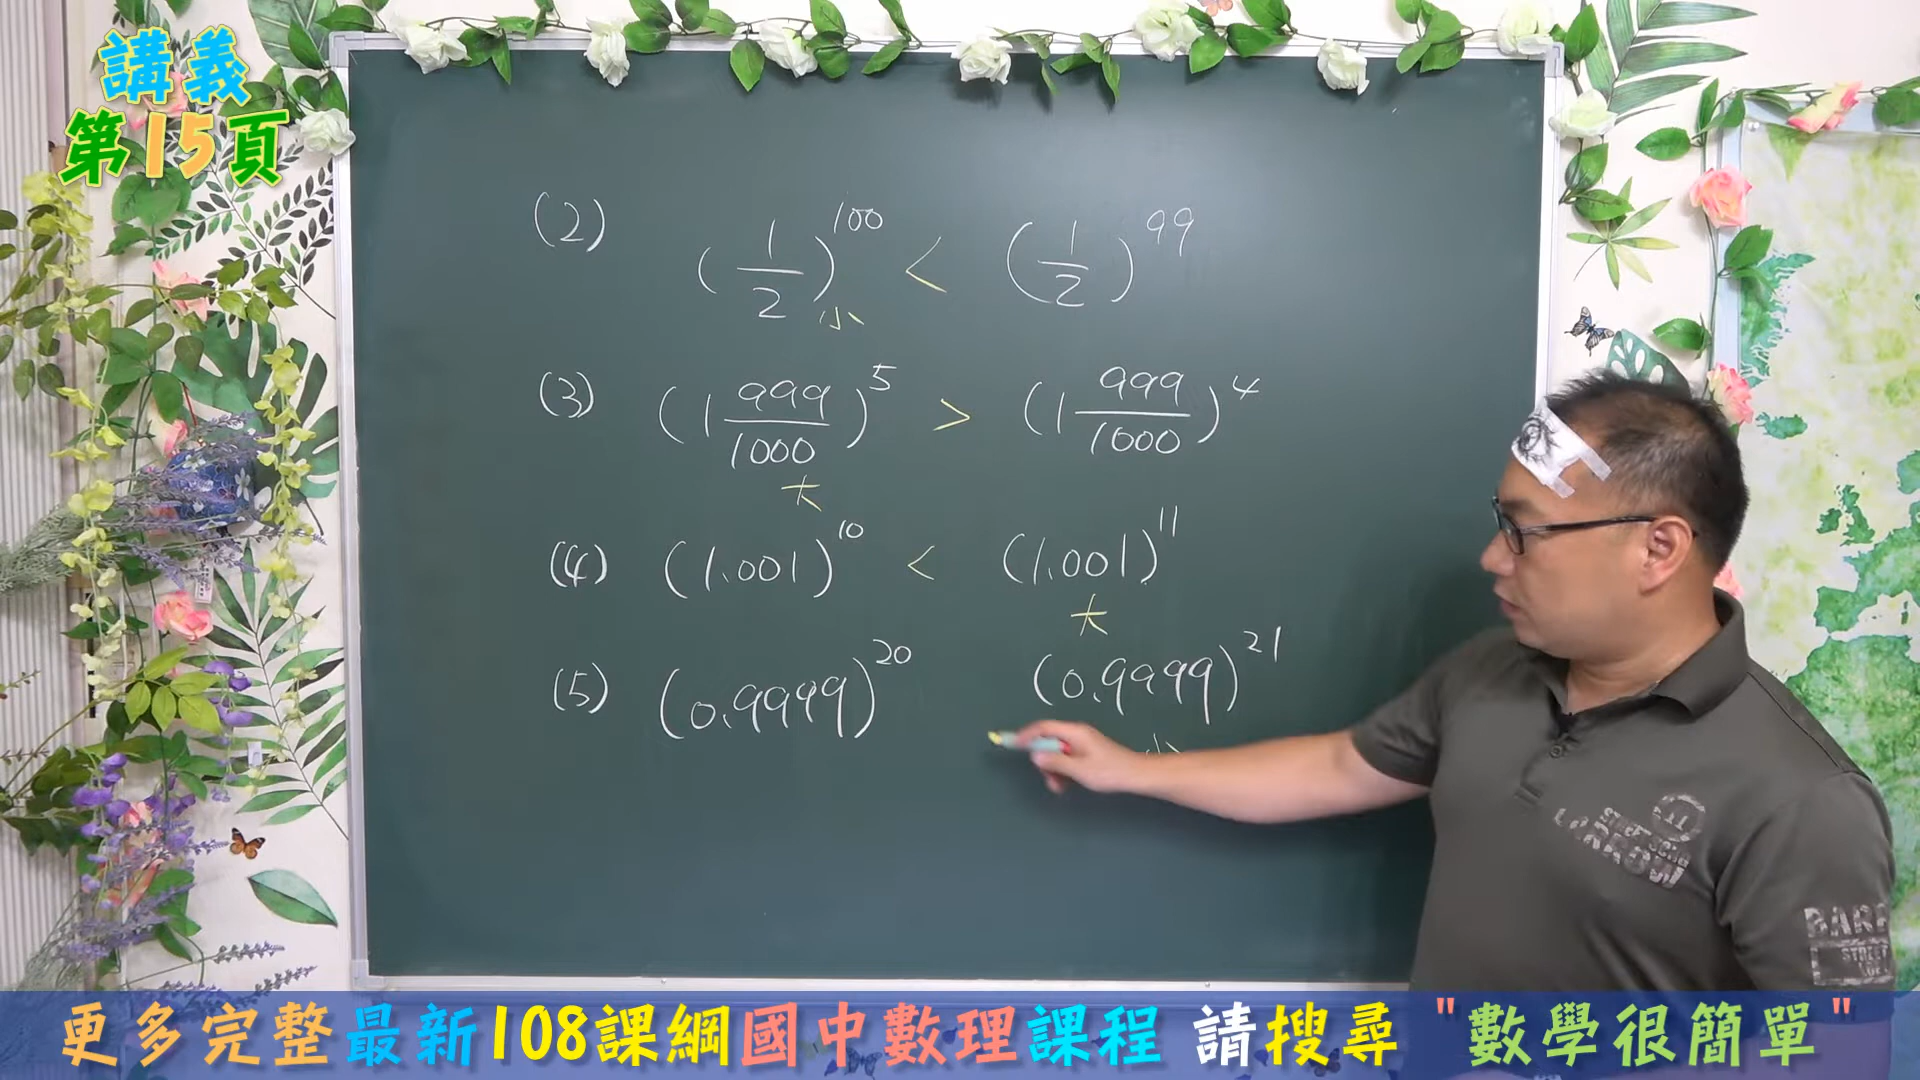 講義
第15頁
(2) (1/2)^100 < (1/2)^99
小
(3) (1 999/1000)^5 > (1 999/1000)^4
大
(4) (1.001)^10 < (1.001)^11
大
(5) (0.9999)^20 (0.9999)^21
小
BARR
STREET
更多完整最新108課綱國中數理課程 請搜尋 "數學很簡單"